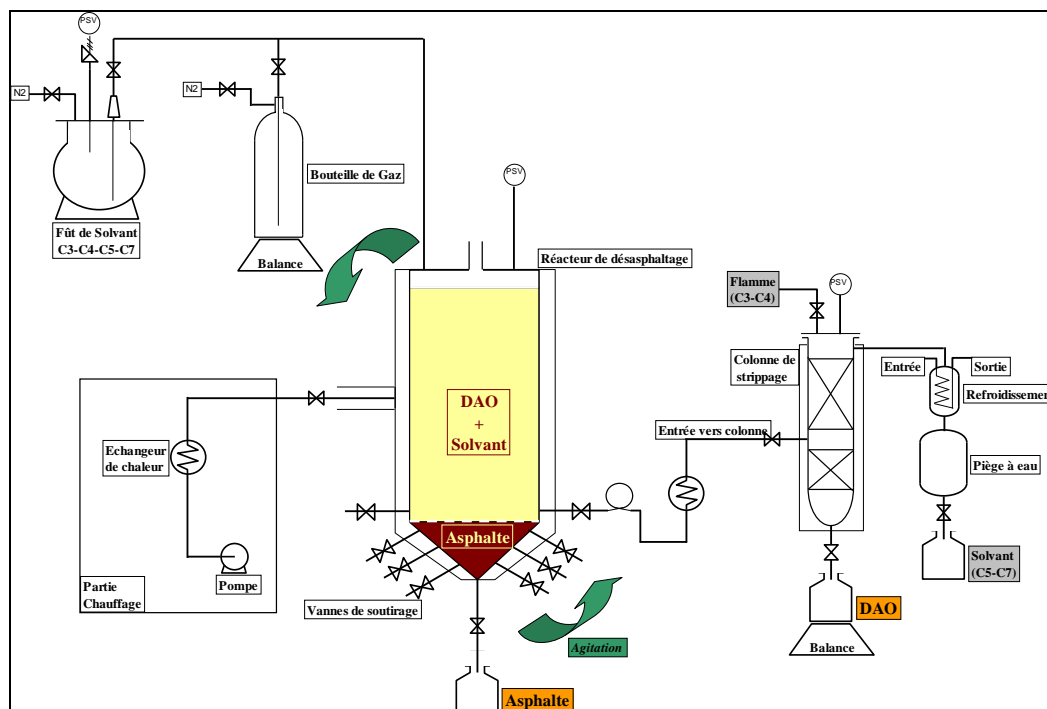 PSV
N2
N2
Bouteille de Gaz
PSV
Fût de Solvant
C3-C4-C5-C7
Balance
Réacteur de désasphaltage
Flamme
(C3-C4)
PSV
Colonne de
strippage
Entrée
Sortie
Refroidissement
DAO
+
Solvant
Entrée vers colonne
Echangeur
de chaleur
Piège à eau
Asphalte
Solvant
(C5-C7)
Pompe
Partie
Chauffage
Vannes de soutirage
DAO
Agitation
Balance
Asphalte